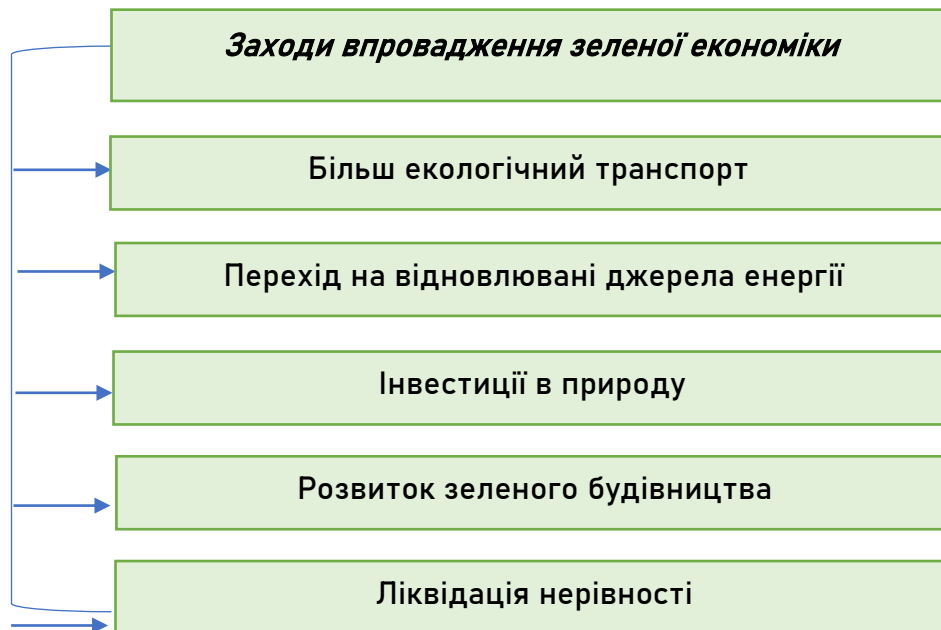 Заходи впровадження зеленої економіки
Більш екологічний транспорт
Перехід на відновлювані джерела енергії
Інвестиції в природу
Розвиток зеленого будівництва
Ліквідація нерівності